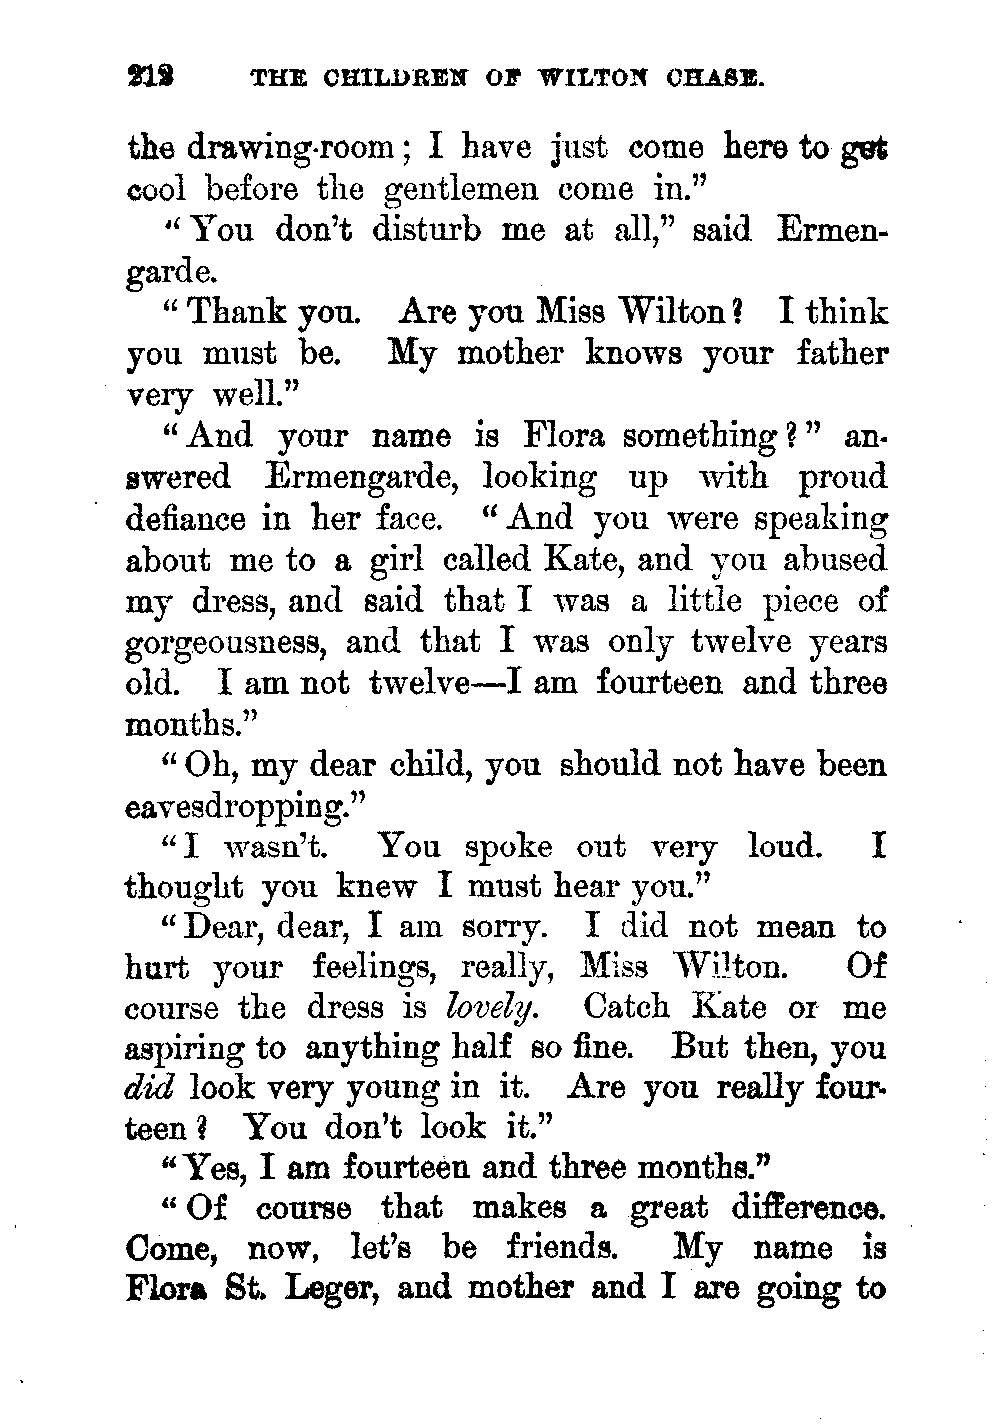 212 THE CHILDREN OF WILTON CHASE.
the drawing-room; I have just come here to get
cool before the gentlemen come in."
"You don't disturb me at all," said Ermen-
garde.
"Thank you. Are you Miss Wilton? I think
you must be. My mother knows your father
very well."
"And your name is Flora something?" an-
swered Ermengarde, looking up with proud
defiance in her face. "And you were speaking
about me to a girl called Kate, and you abused
my dress, and said that I was a little piece of
gorgeousness, and that I was only twelve years
old. I am not twelve—I am fourteen and three
months."
"Oh, my dear child, you should not have been
eavesdropping."
"I wasn't. You spoke out very loud. I
thought you knew I must hear you."
"Dear, dear, I am sorry. I did not mean to
hurt your feelings, really, Miss Wilton. Of
course the dress is lovely. Catch Kate or me
aspiring to anything half so fine. But then, you
did look very young in it. Are you really four-
teen? You don't look it."
"Yes, I am fourteen and three months."
"Of course that makes a great difference.
Come, now, let's be friends. My name is
Flora St. Leger, and mother and I are going to